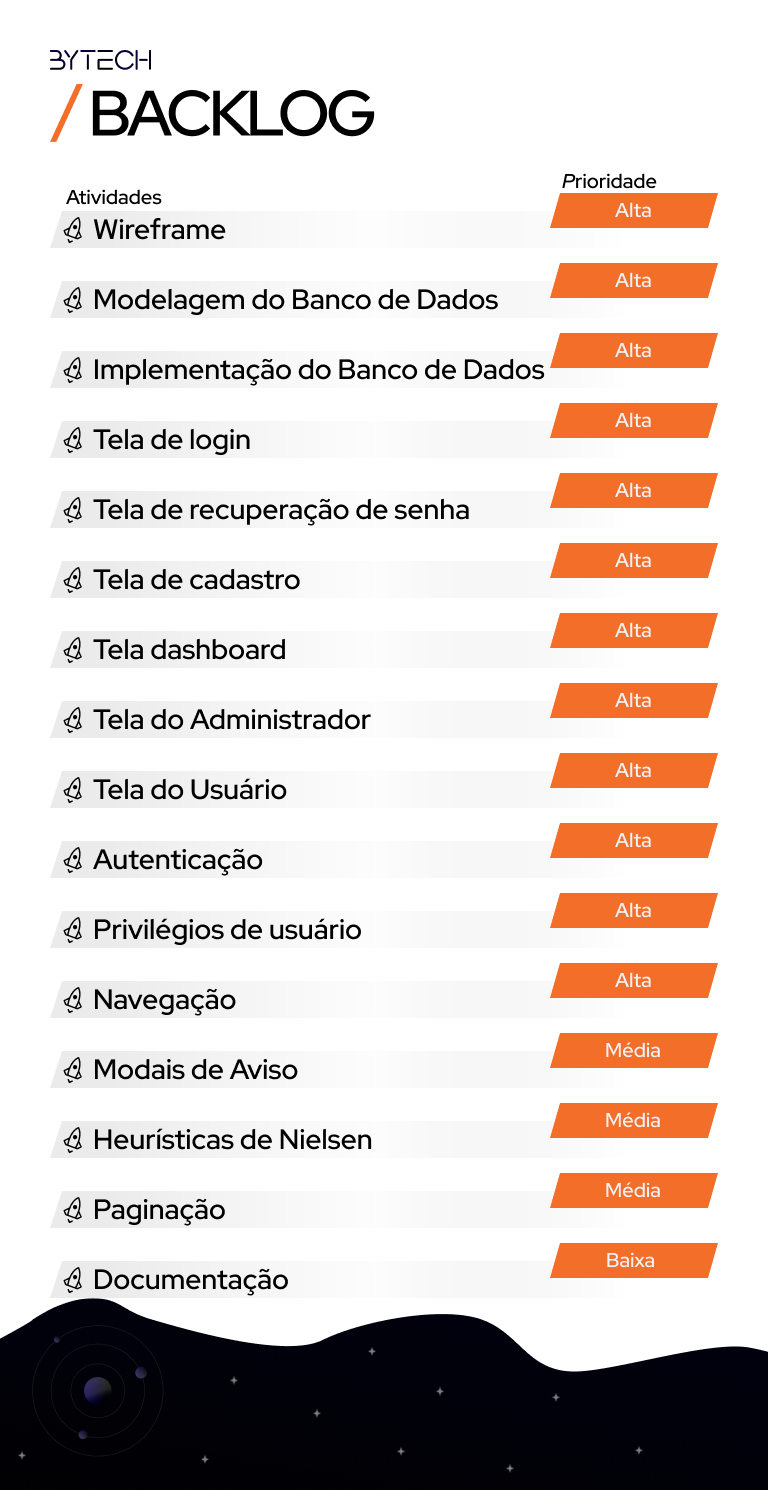 BYTECH
/BACKLOG
Atividades Prioridade
Wireframe Alta
Modelagem do Banco de Dados Alta
Implementação do Banco de Dados Alta
Tela de login Alta
Tela de recuperação de senha Alta
Tela de cadastro Alta
Tela dashboard Alta
Tela do Administrador Alta
Tela do Usuário Alta
Autenticação Alta
Privilégios de usuário Alta
Navegação Alta
Modais de Aviso Média
Heurísticas de Nielsen Média
Paginação Média
Documentação Baixa